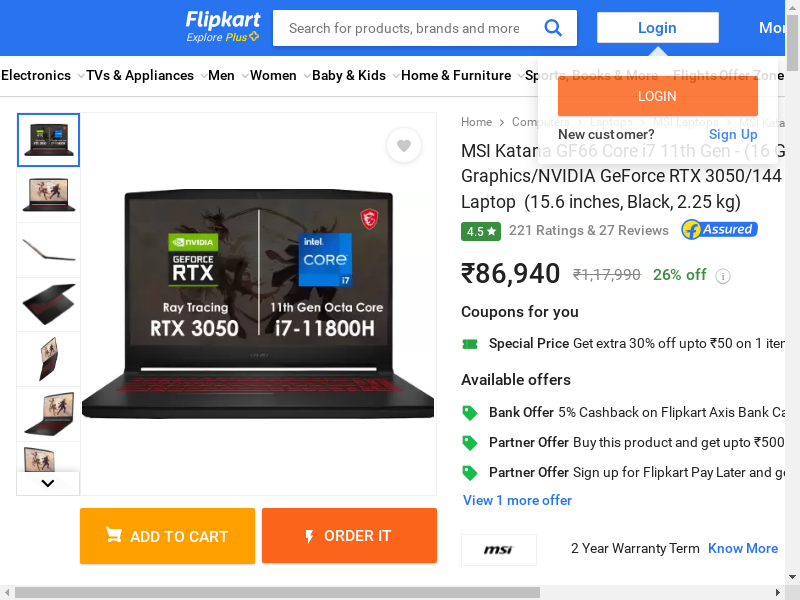 Flipkart
Explore Plus
Search for products, brands and more
Login
Electronics
TVs & Appliances
Men
Women
Baby & Kids
Home & Furniture
Sports, Books & More
Flights
Offer Zone
LOGIN
New customer? Sign Up
Home
Computers
Laptops
MSI Laptops
MSI
MSI Katana GF66 Core i7 11th Gen - (16 G
Graphics/NVIDIA GeForce RTX 3050/144
Laptop (15.6 inches, Black, 2.25 kg)
4.5 ★ 221 Ratings & 27 Reviews Assured
₹86,940 ₹1,17,990 26% off
Coupons for you
Special Price Get extra 30% off upto ₹50 on 1
Available offers
Bank Offer 5% Cashback on Flipkart Axis Bank
Partner Offer Buy this product and get upto ₹500
Partner Offer Sign up for Flipkart Pay Later and
View 1 more offer
msi
2 Year Warranty Term Know More
NVIDIA
GEFORCE
RTX
intel
CORE
i7
Ray Tracing
RTX 3050
11th Gen Octa Core
i7-11800H
ADD TO CART
ORDER IT